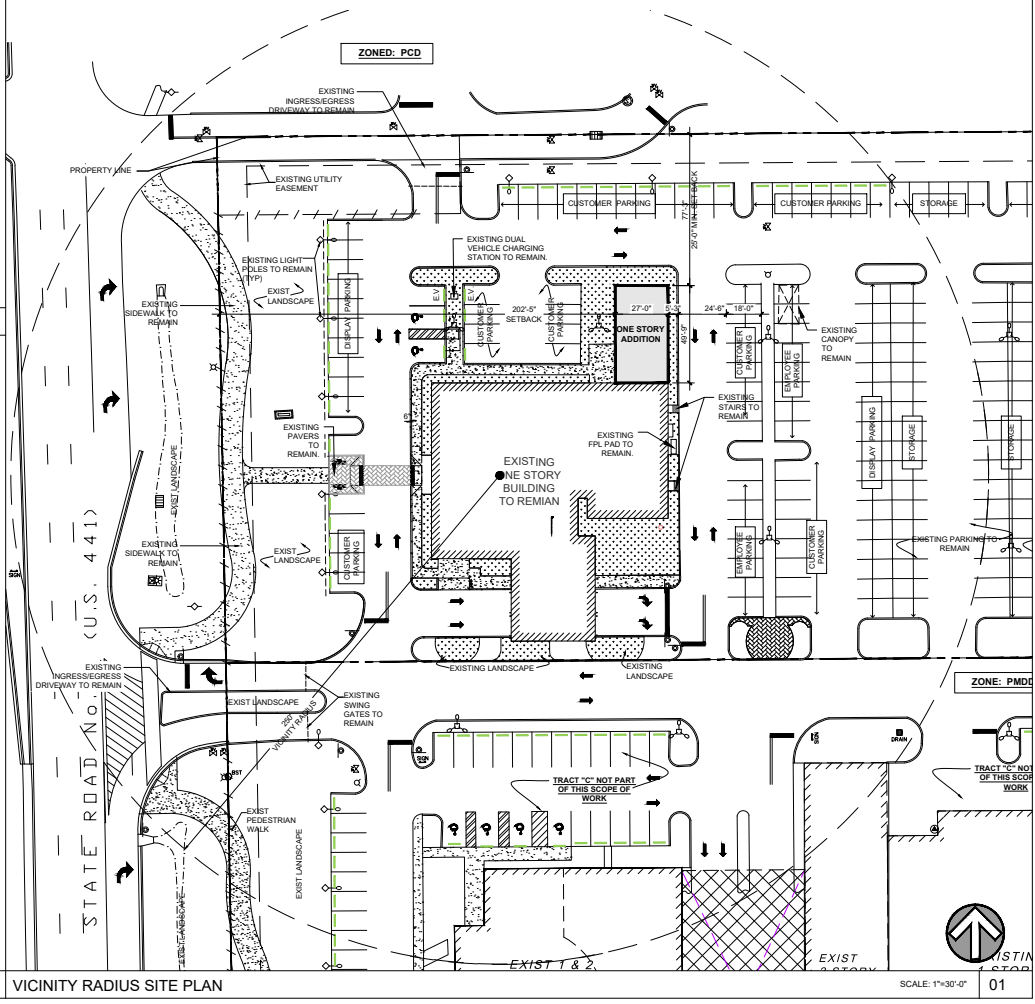 ZONED: PCD
EXISTING
INGRESS/EGRESS
DRIVEWAY TO REMAIN
PROPERTY LINE
EXISTING UTILITY
EASEMENT
CUSTOMER PARKING
CUSTOMER PARKING
STORAGE
77'-3"
25'-0" MIN. SET BACK
EXISTING DUAL
VEHICLE CHARGING
STATION TO REMAIN.
EXISTING LIGHT
POLES TO REMAIN
(TYP)
EXIST
LANDSCAPE
EXISTING
SIDEWALK TO
REMAIN
DISPLAY PARKING
E.V.
E.V.
CUSTOMER
PARKING
202'-5"
SETBACK
CUSTOMER
PARKING
27'-0"
5'-3"
24'-6"
18'-0"
ONE STORY
ADDITION
49'-9"
CUSTOMER
PARKING
EMPLOYEE
PARKING
EXISTING
CANOPY
TO
REMAIN
DISPLAY PARKING
STORAGE
STORAGE
EXISTING
STAIRS TO
REMAIN
6"
EXISTING
PAVERS
TO
REMAIN.
EXISTING
FPL PAD TO
REMAIN.
EXISTING
ONE STORY
BUILDING
TO REMIAN
EXIST LANDSCAPE
EXISTING
SIDEWALK TO
REMAIN
EXIST
LANDSCAPE
CUSTOMER
PARKING
EMPLOYEE
PARKING
CUSTOMER
PARKING
EXISTING PARKING TO
REMAIN
SIGN
STATE ROAD No. (U.S. 441)
EXISTING
INGRESS/EGRESS
DRIVEWAY TO REMAIN
EXISTING LANDSCAPE
EXISTING
LANDSCAPE
ZONE: PMDD
EXIST LANDSCAPE
250'
VICINITY RADIUS
EXISTING
SWING
GATES TO
REMAIN
SIGN
SIGN
DRAIN
BST
TRACT "C" NOT PART
OF THIS SCOPE OF
WORK
TRACT "C" NOT
OF THIS SCOP
WORK
EXIST
PEDESTRIAN
WALK
EXIST LANDSCAPE
EXIST LANDSCAPE
EXIST 1 & 2
EXIST
VICINITY RADIUS SITE PLAN
SCALE: 1"=30'-0"
01